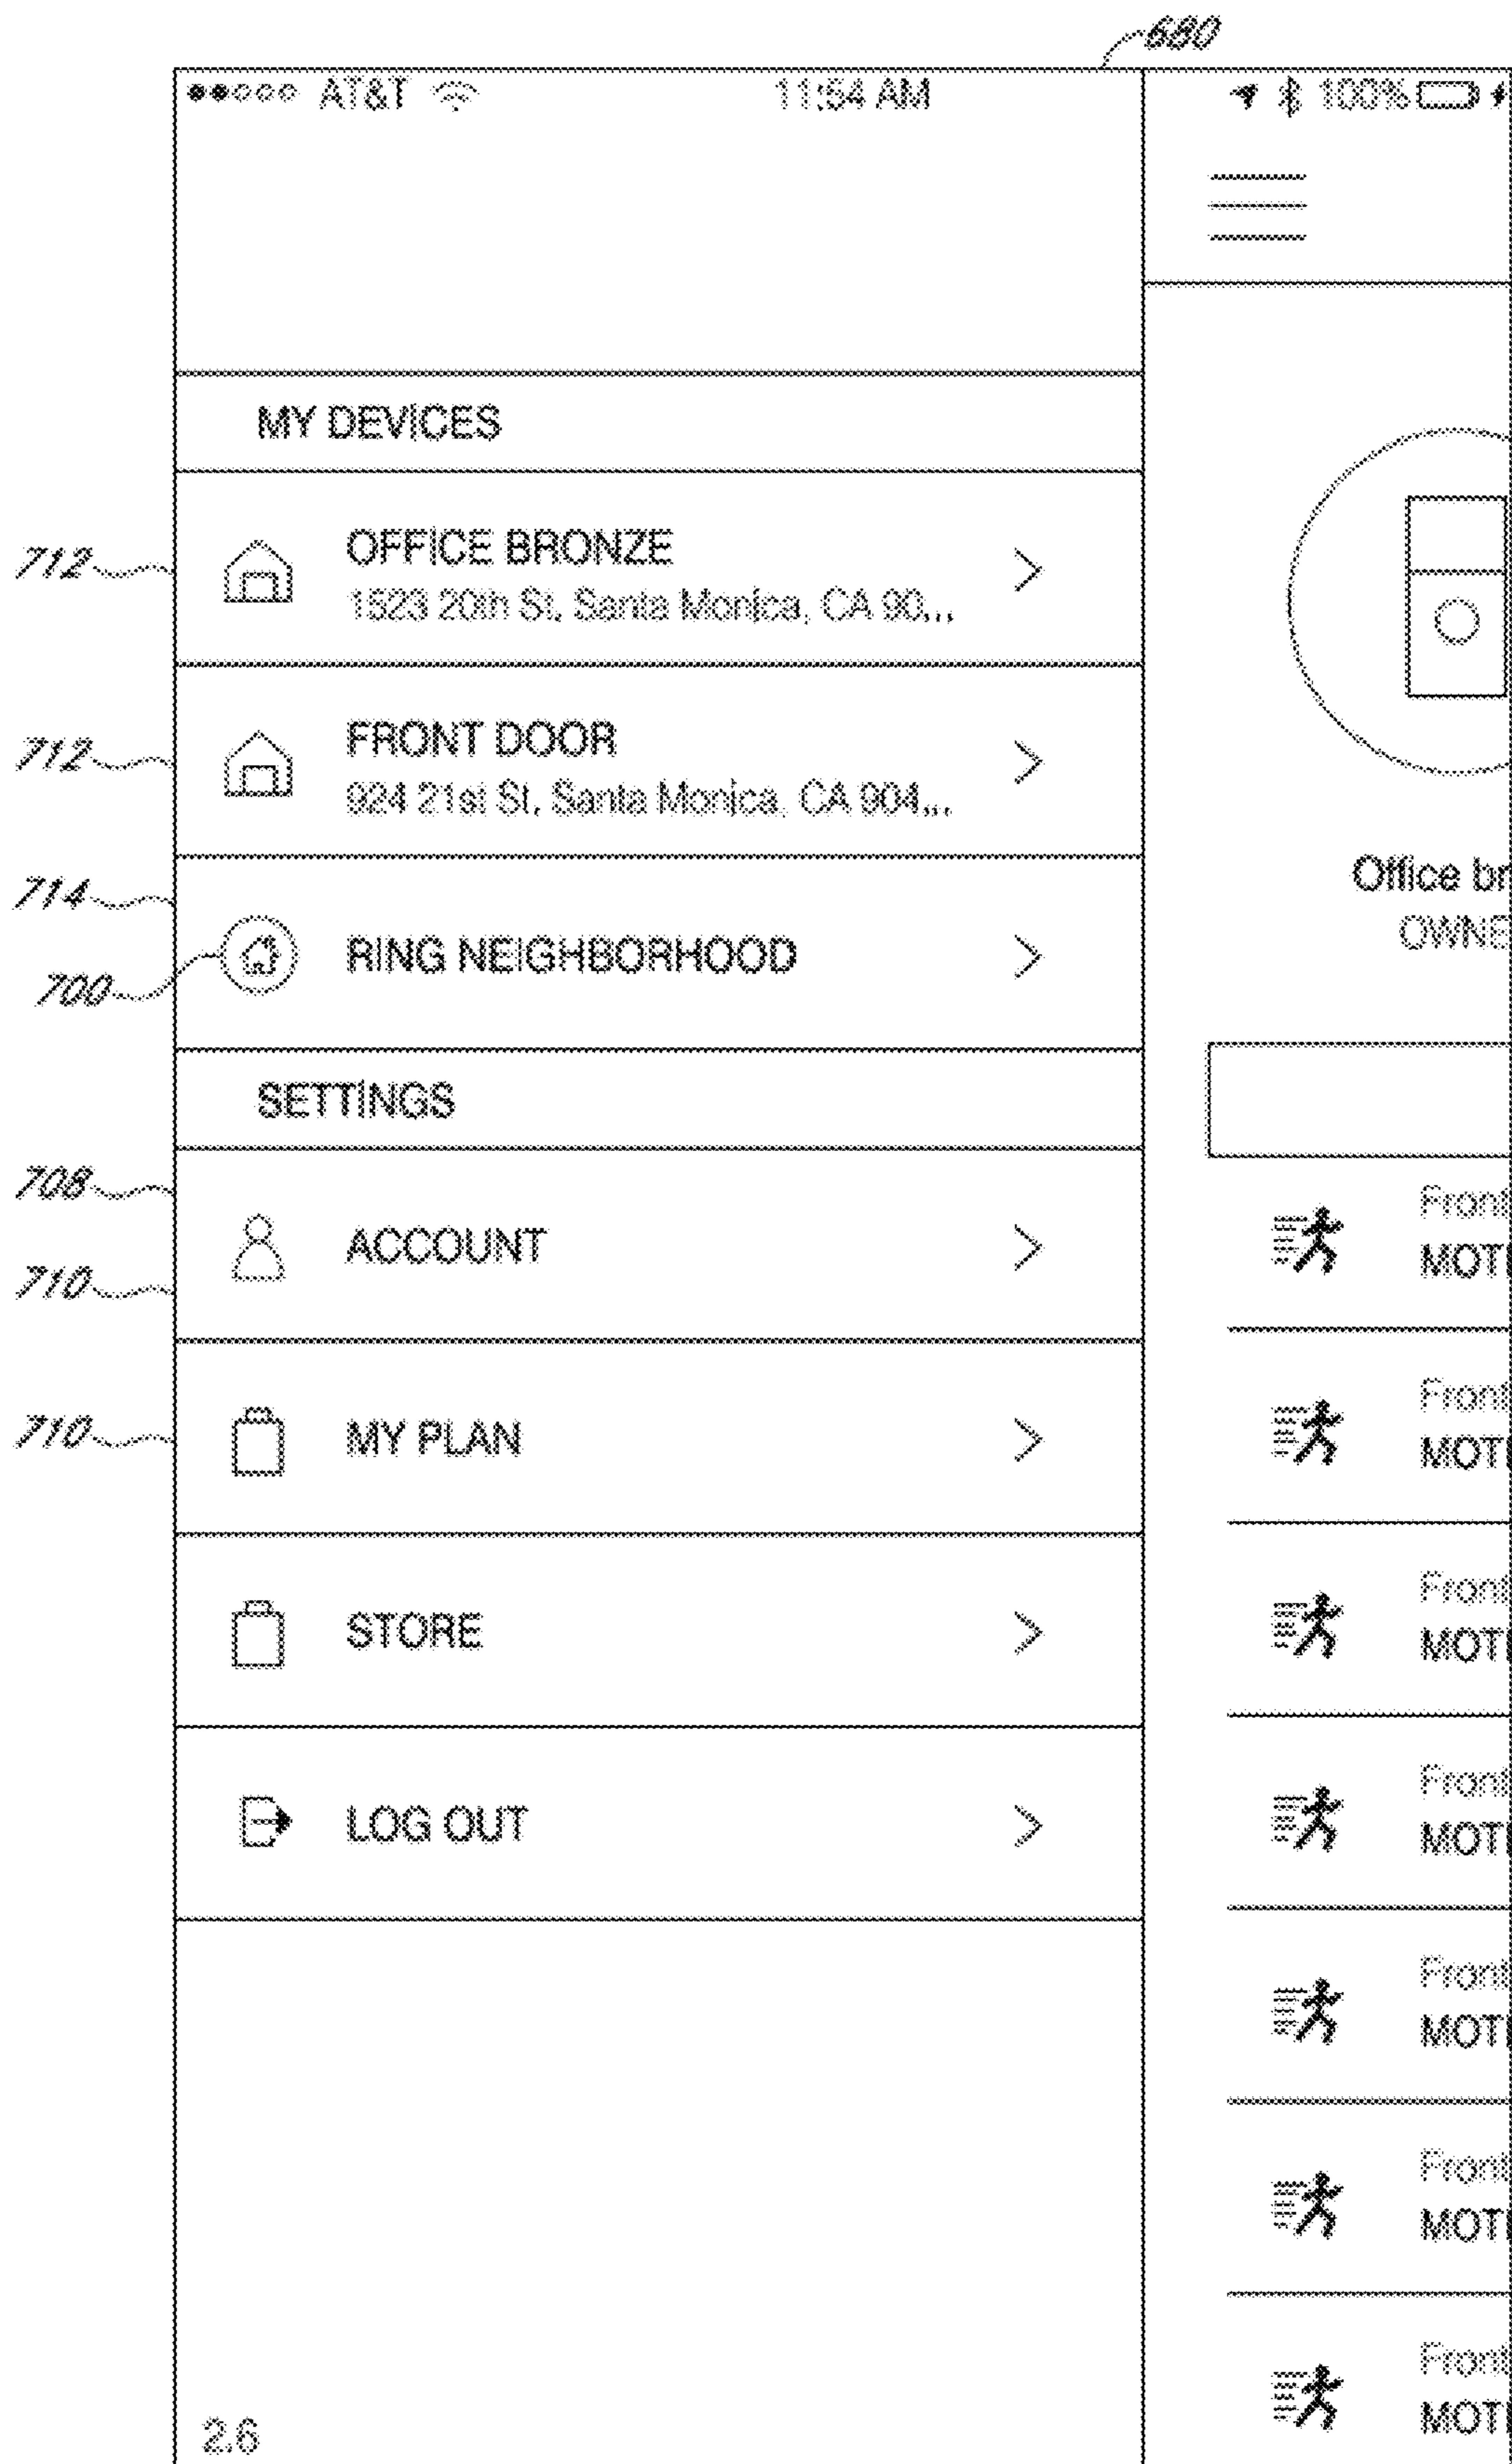 680
AT&T 11:54 AM 100%
MY DEVICES
712
OFFICE BRONZE
1523 20th St, Santa Monica, CA 90...
712
FRONT DOOR
924 21st St, Santa Monica, CA 904...
714
700
RING NEIGHBORHOOD
SETTINGS
708
ACCOUNT
710
710
MY PLAN
STORE
LOG OUT
2.6
Office br
OWNE
Front
MOTI
Front
MOTI
Front
MOTI
Front
MOTI
Front
MOTI
Front
MOTI
Front
MOTI